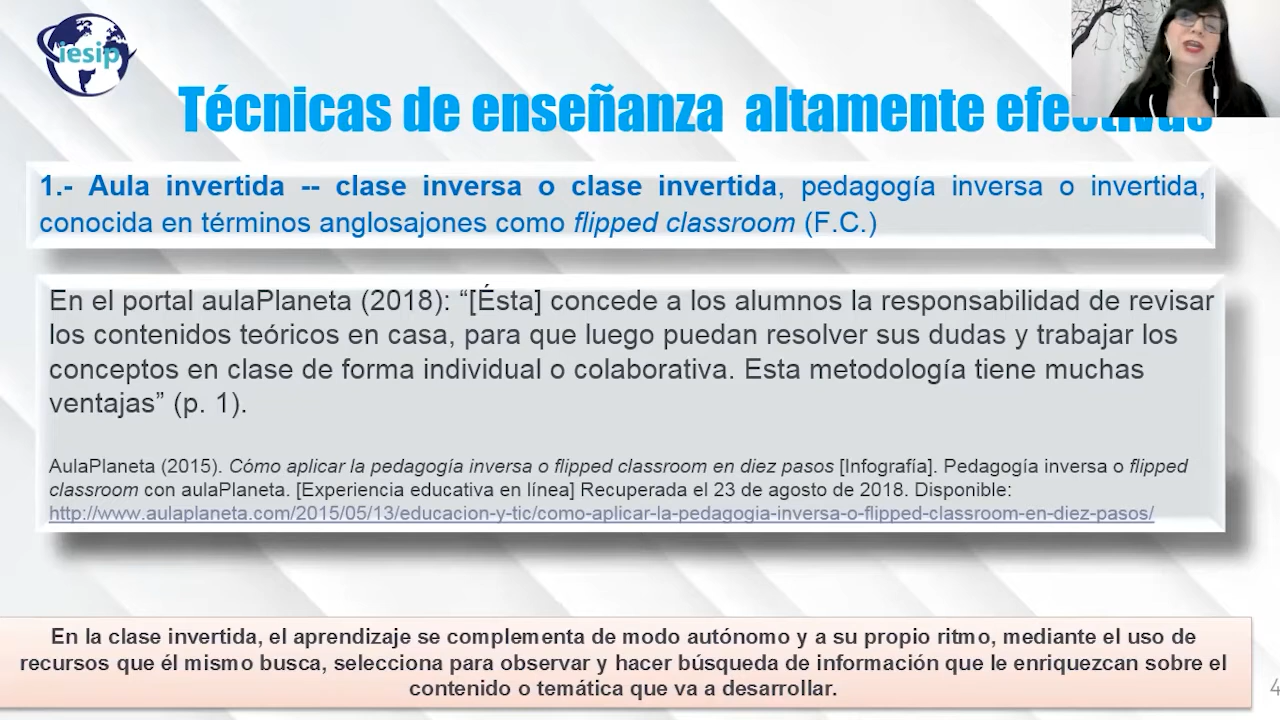 iesip
Técnicas de enseñanza altamente efectivas
1.- Aula invertida -- clase inversa o clase invertida, pedagogía inversa o invertida,
conocida en términos anglosajones como flipped classroom (F.C.)
En el portal aulaPlaneta (2018): “[Ésta] concede a los alumnos la responsabilidad de revisar
los contenidos teóricos en casa, para que luego puedan resolver sus dudas y trabajar los
conceptos en clase de forma individual o colaborativa. Esta metodología tiene muchas
ventajas” (p. 1).
AulaPlaneta (2015). Cómo aplicar la pedagogía inversa o flipped classroom en diez pasos [Infografía]. Pedagogía inversa o flipped
classroom con aulaPlaneta. [Experiencia educativa en línea] Recuperada el 23 de agosto de 2018. Disponible:
http://www.aulaplaneta.com/2015/05/13/educacion-y-tic/como-aplicar-la-pedagogia-inversa-o-flipped-classroom-en-diez-pasos/
En la clase invertida, el aprendizaje se complementa de modo autónomo y a su propio ritmo, mediante el uso de
recursos que él mismo busca, selecciona para observar y hacer búsqueda de información que le enriquezcan sobre el
contenido o temática que va a desarrollar.
4